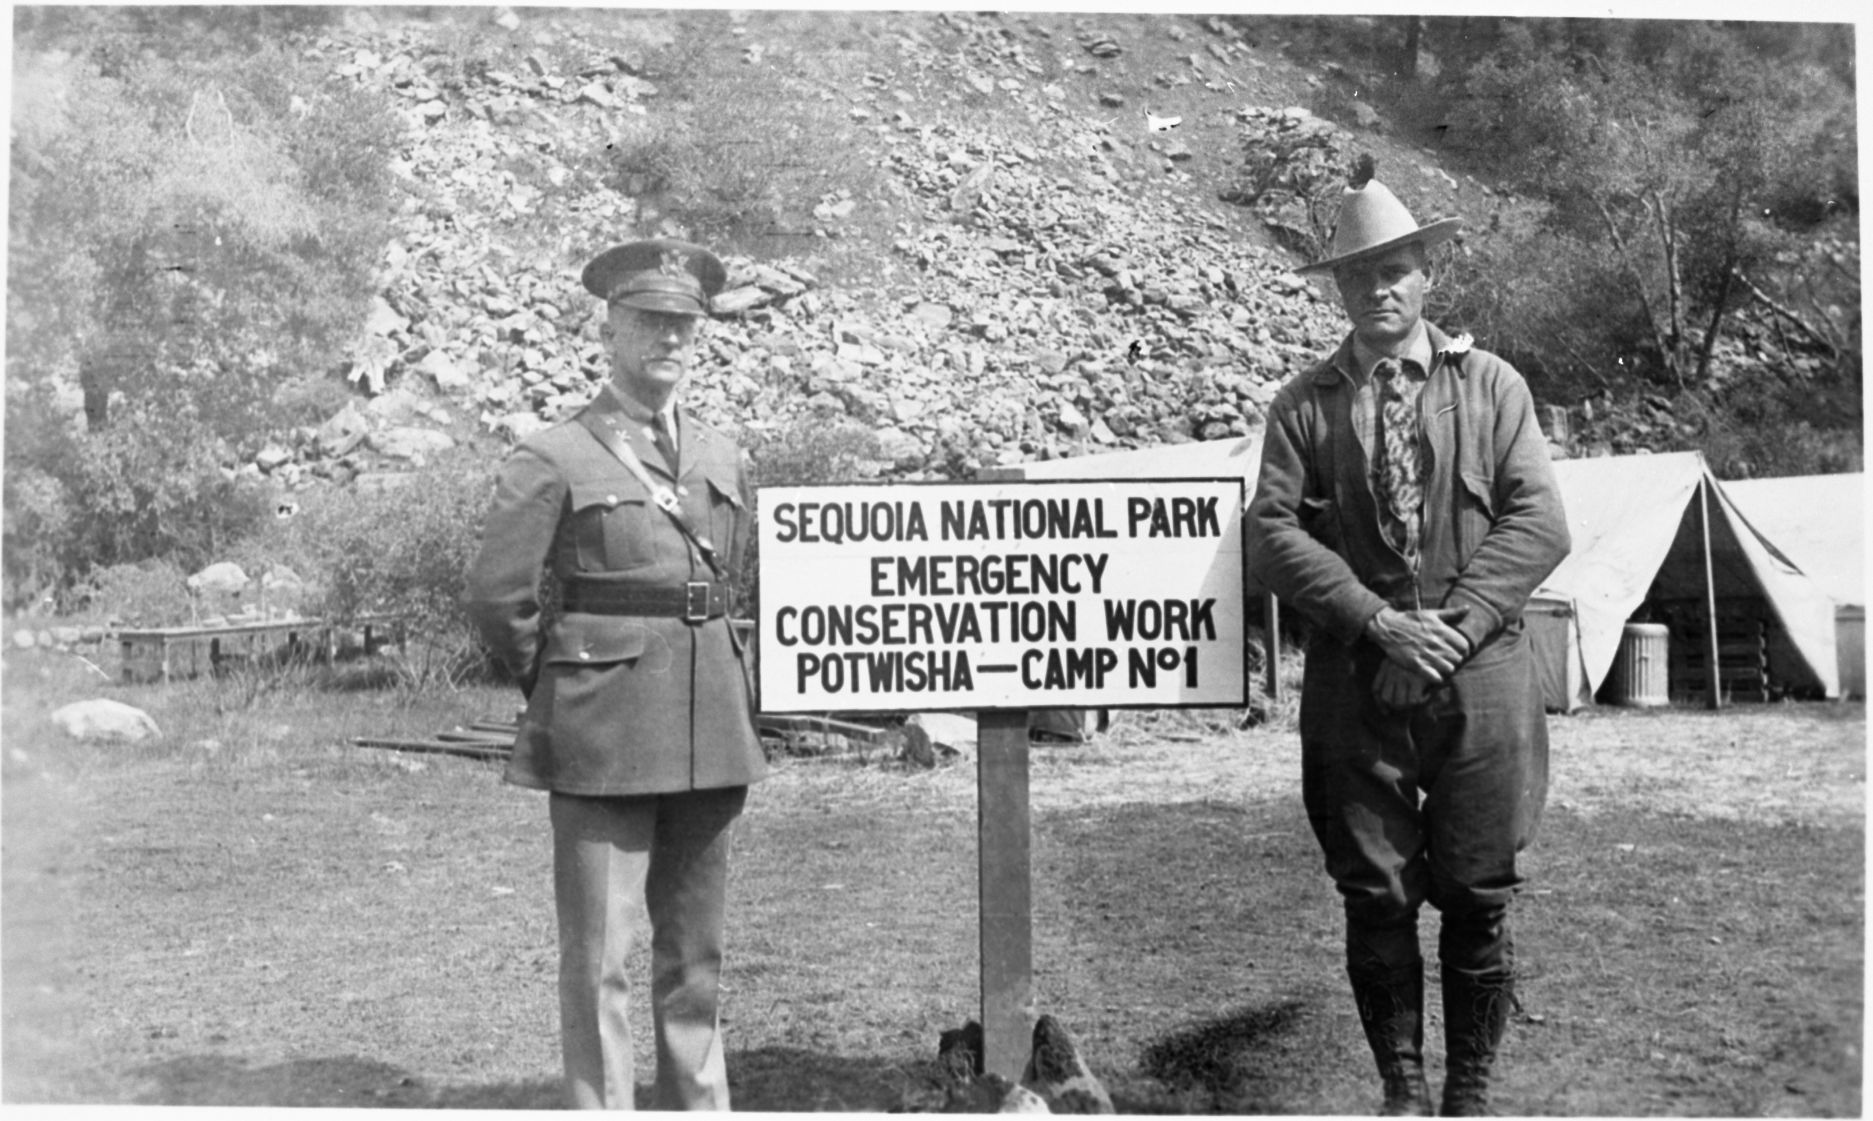 SEQUOIA NATIONAL PARK
EMERGENCY
CONSERVATION WORK
POTWISHA—CAMP Nº1